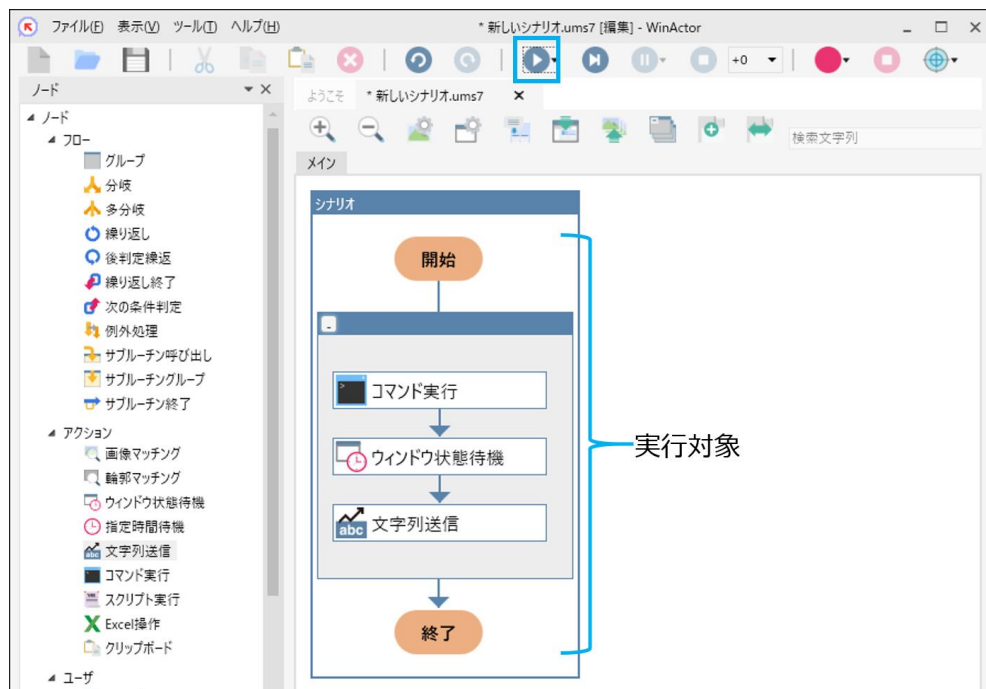 ファイル(F) 表示(V) ツール(T) ヘルプ(H)
* 新しいシナリオ.ums7 [編集] - WinActor
+0
ノード
ようこそ
* 新しいシナリオ.ums7
検索文字列
メイン
ノード
フロー
グループ
分岐
多分岐
繰り返し
後判定繰返
繰り返し終了
次の条件判定
例外処理
サブルーチン呼び出し
サブルーチングループ
サブルーチン終了
アクション
画像マッチング
輪郭マッチング
ウィンドウ状態待機
指定時間待機
abc
文字列送信
コマンド実行
スクリプト実行
Excel操作
クリップボード
ユーザ
シナリオ
開始
コマンド実行
ウィンドウ状態待機
abc
文字列送信
終了
実行対象